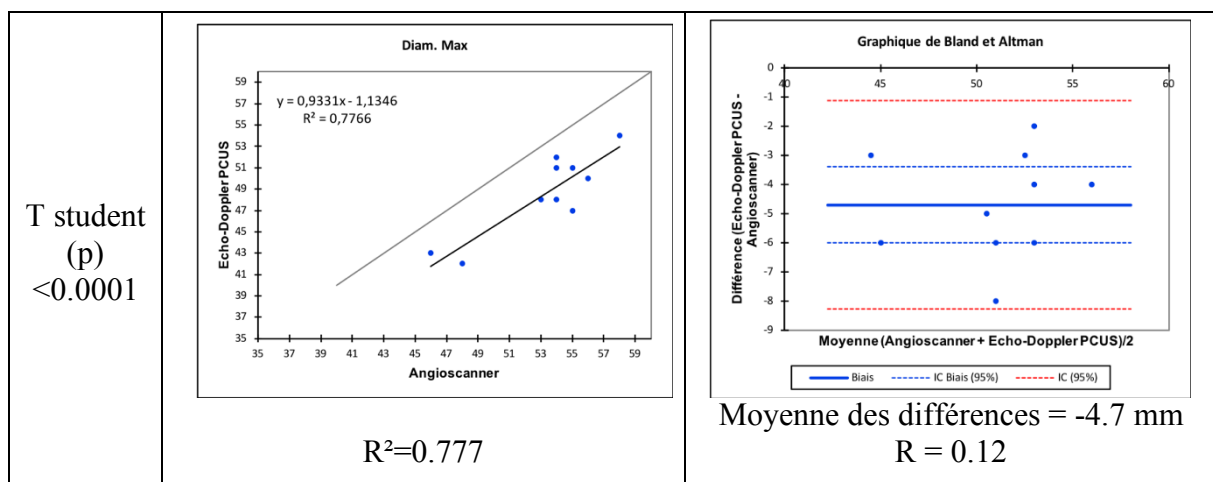 T student
(p)
<0.0001
Diam. Max
y = 0,9331x - 1,1346
R² = 0,7766
Echo-Doppler PCUS
59
57
55
53
51
49
47
45
43
41
39
37
35
35 37 39 41 43 45 47 49 51 53 55 57 59
Angioscanner
R²=0.777
Graphique de Bland et Altman
Différence (Echo-Doppler PCUS -
Angioscanner)
0
40 45 50 55 60
-1
-2
-3
-4
-5
-6
-7
-8
-9
Moyenne (Angioscanner + Echo-Doppler PCUS)/2
Biais IC Biais (95%) IC (95%)
Moyenne des différences = -4.7 mm
R = 0.12